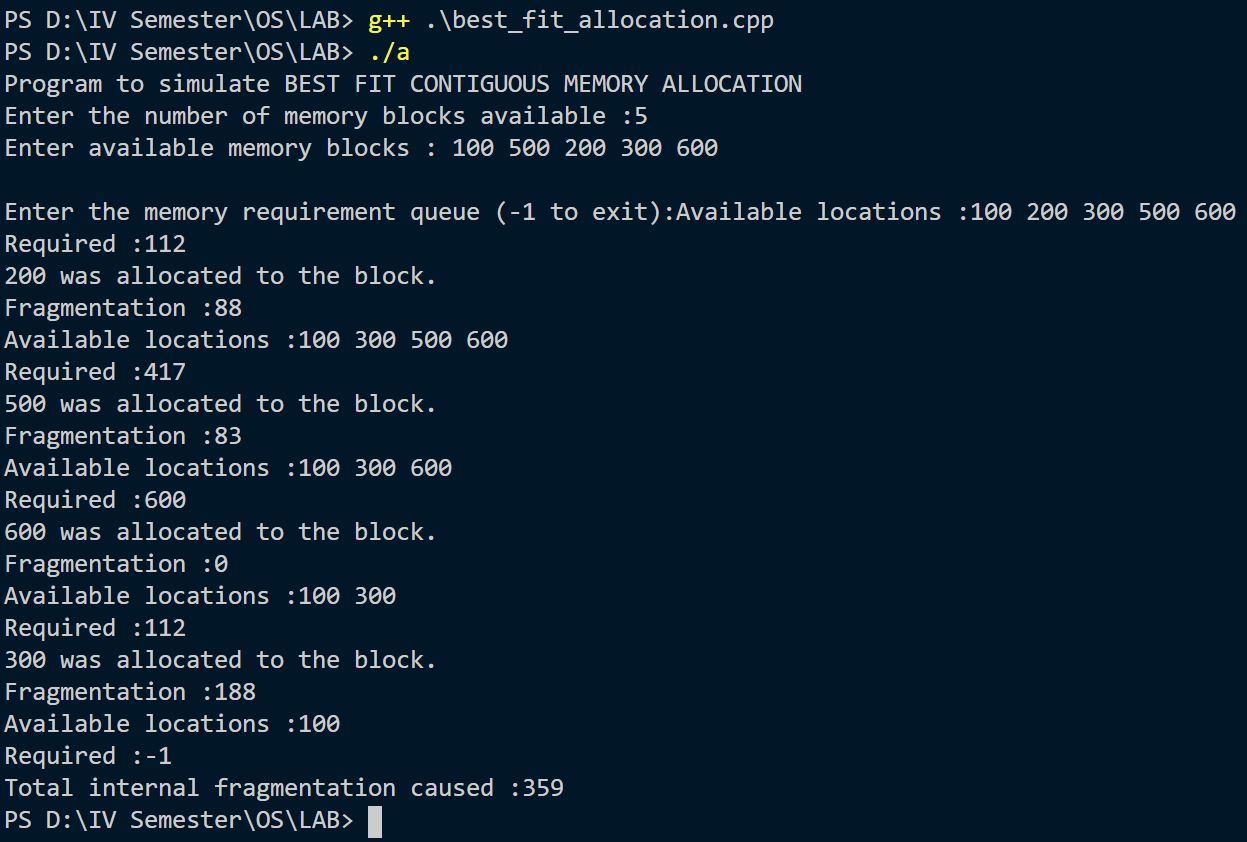 PS D:\IV Semester\OS\LAB> g++ .\best_fit_allocation.cpp
PS D:\IV Semester\OS\LAB> ./a
Program to simulate BEST FIT CONTIGUOUS MEMORY ALLOCATION
Enter the number of memory blocks available :5
Enter available memory blocks : 100 500 200 300 600
Enter the memory requirement queue (-1 to exit):Available locations :100 200 300 500 600
Required :112
200 was allocated to the block.
Fragmentation :88
Available locations :100 300 500 600
Required :417
500 was allocated to the block.
Fragmentation :83
Available locations :100 300 600
Required :600
600 was allocated to the block.
Fragmentation :0
Available locations :100 300
Required :112
300 was allocated to the block.
Fragmentation :188
Available locations :100
Required :-1
Total internal fragmentation caused :359
PS D:\IV Semester\OS\LAB>